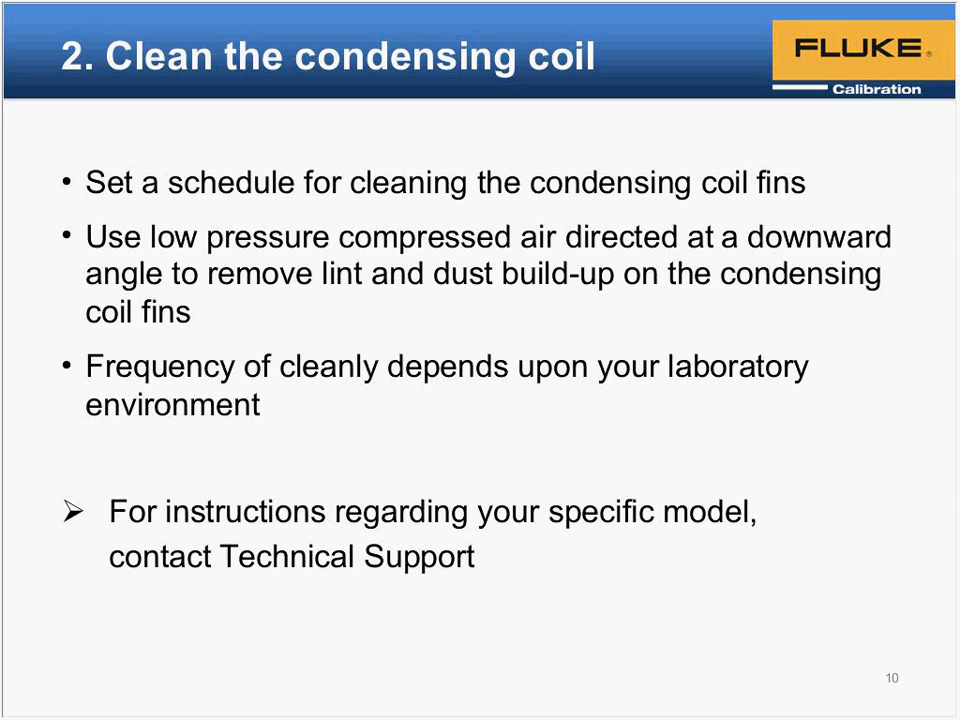 2. Clean the condensing coil
FLUKE®
Calibration
• Set a schedule for cleaning the condensing coil fins
• Use low pressure compressed air directed at a downward
angle to remove lint and dust build-up on the condensing
coil fins
• Frequency of cleanly depends upon your laboratory
environment
➢ For instructions regarding your specific model,
contact Technical Support
10